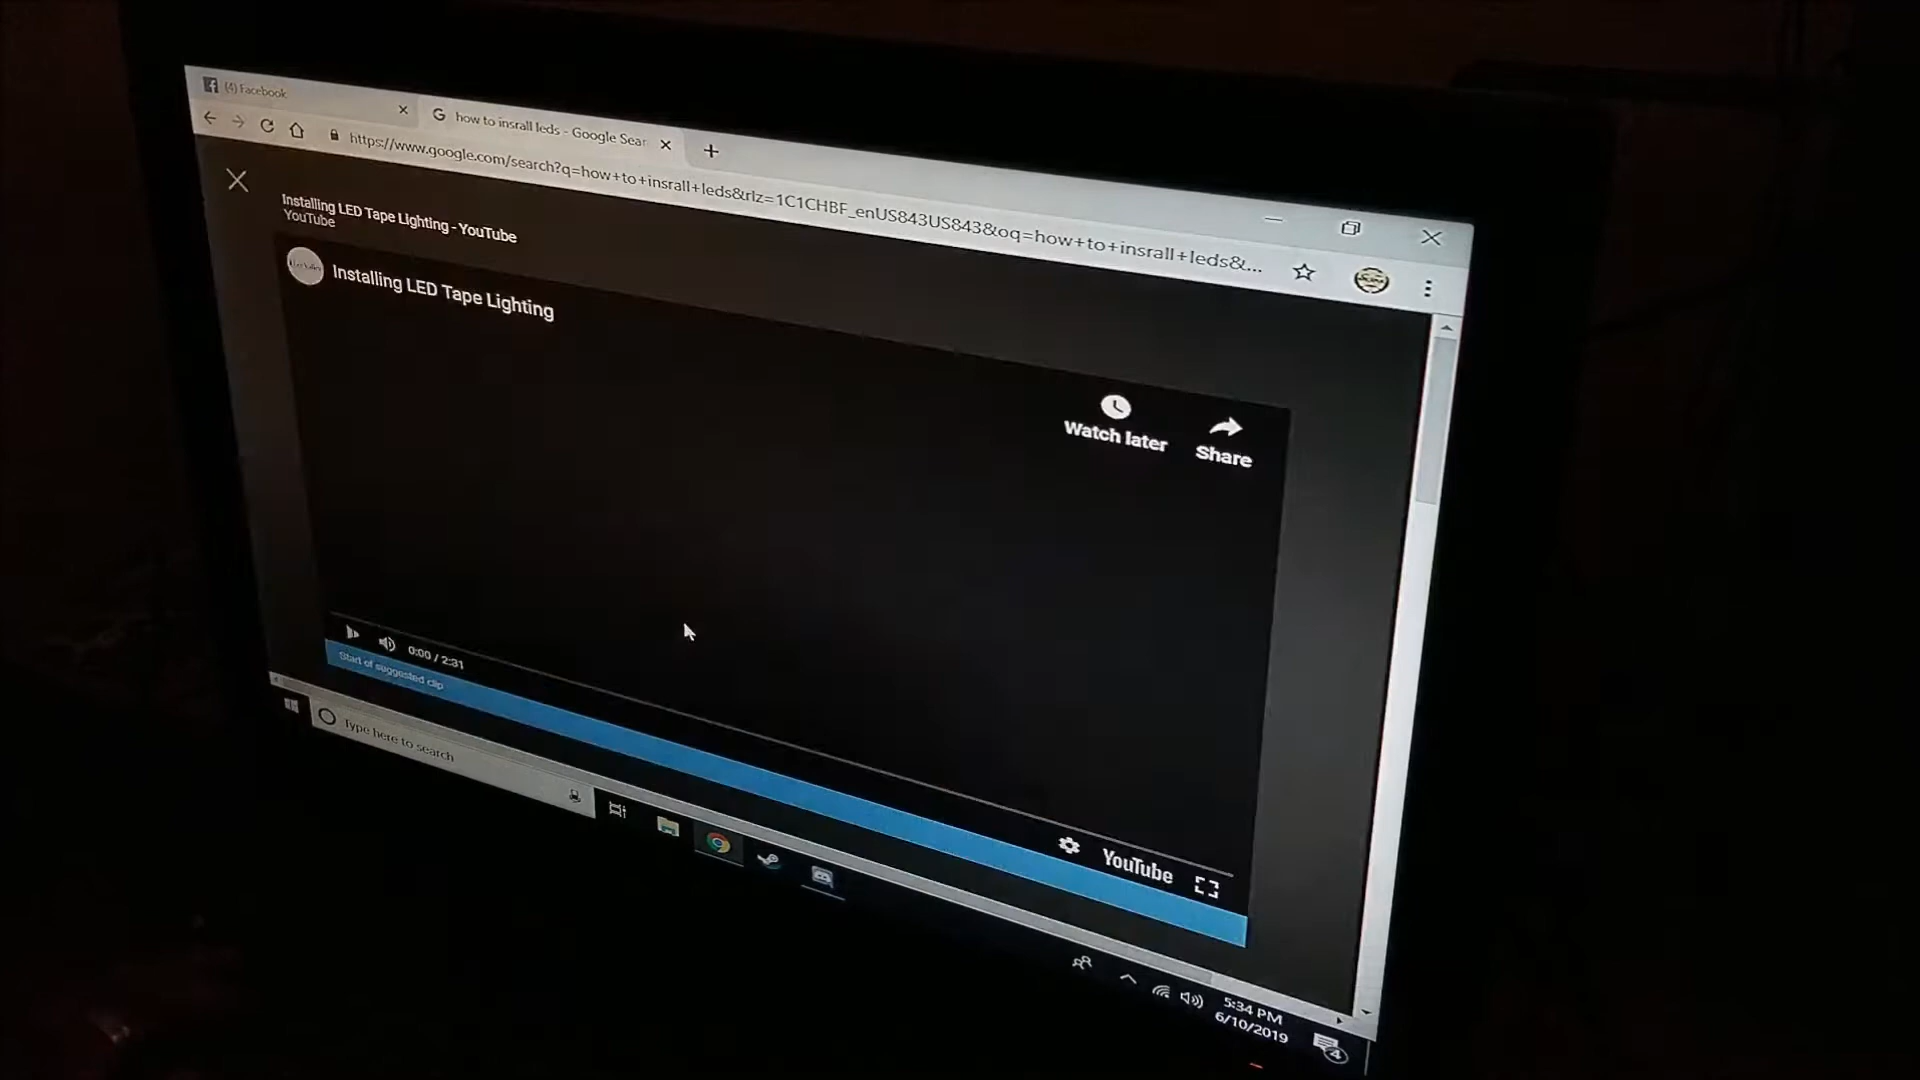 (4) Facebook
how to insrall leds - Google Sear
https://www.google.com/search?q=how+to+insrall+leds&rlz=1C1CHBF_enUS843US843&oq=how+to+insrall+leds&...
Installing LED Tape Lighting - YouTube
YouTube
Installing LED Tape Lighting
Watch later
Share
0:00 / 2:31
Start of suggested clip
YouTube
Type here to search
5:34 PM
6/10/2019
4